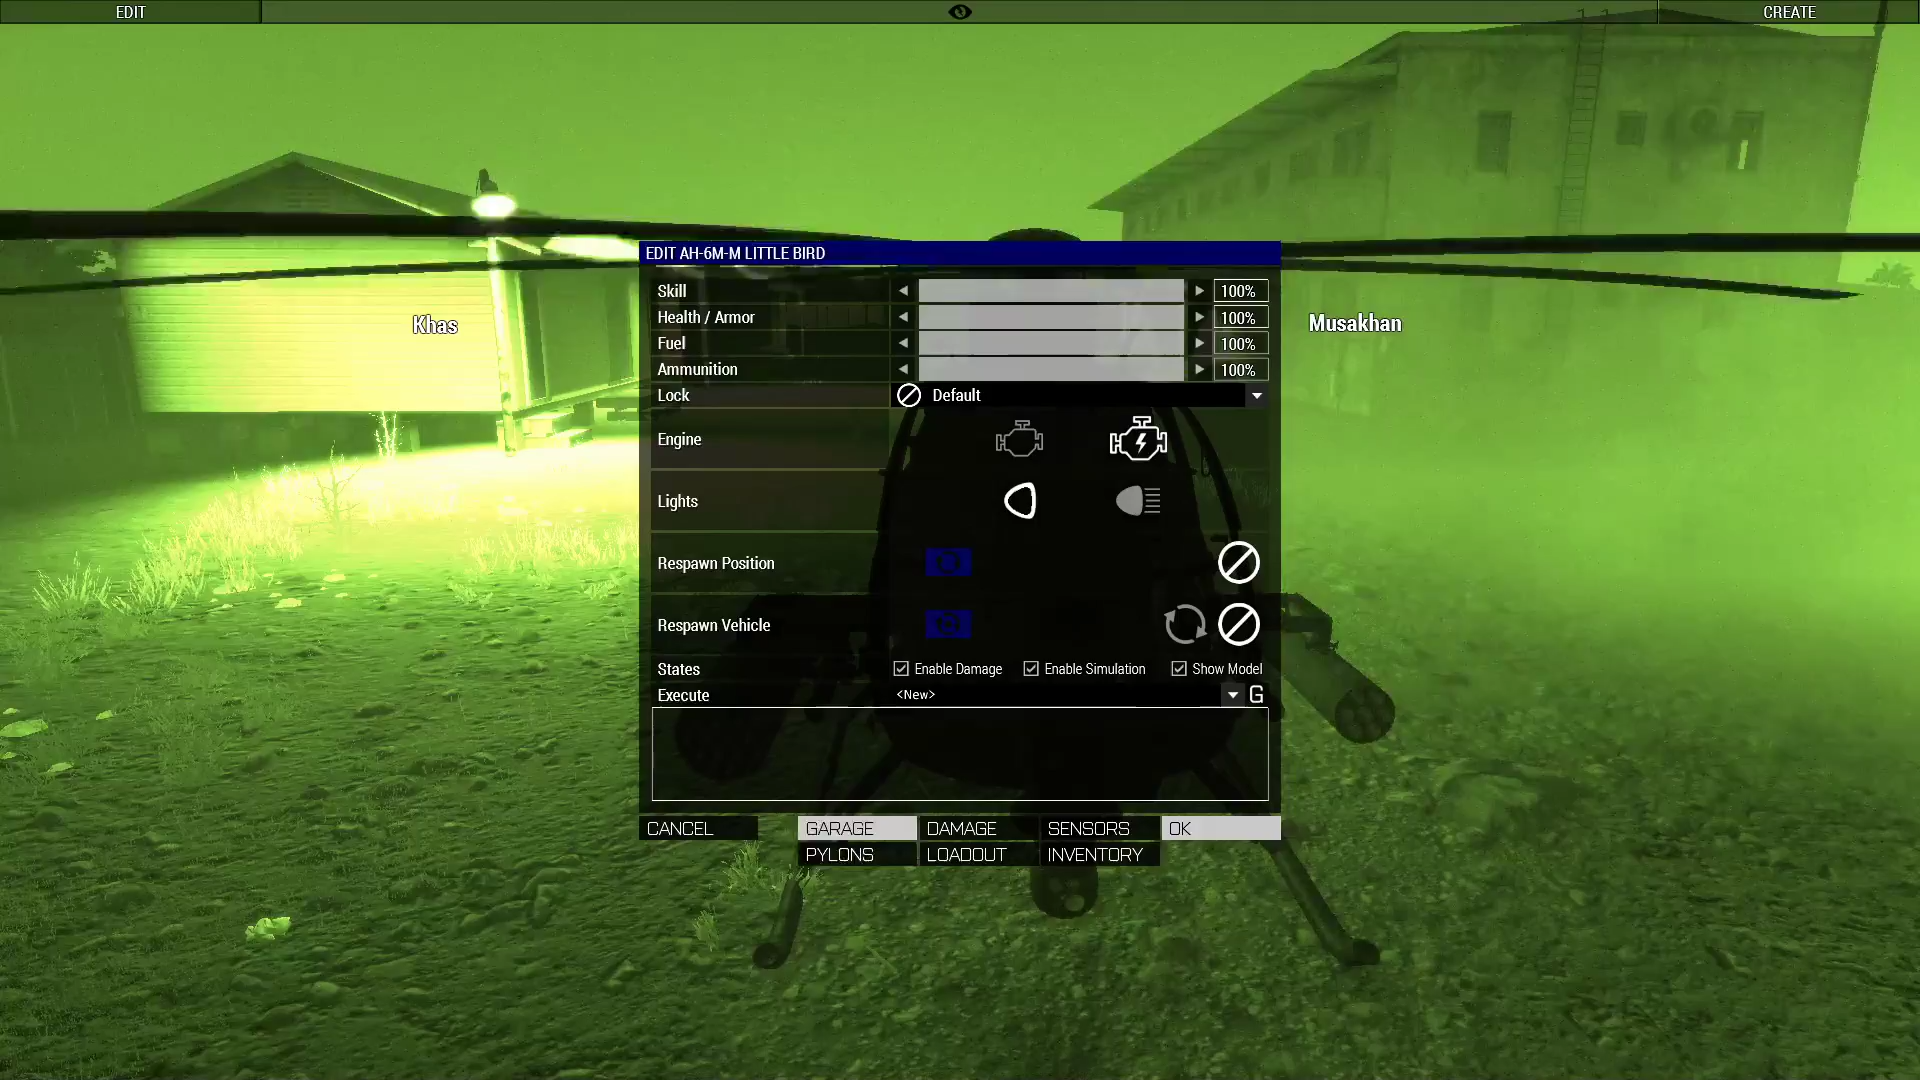 EDIT
CREATE
EDIT AH-6M-M LITTLE BIRD
Skill 100%
Health / Armor 100%
Khas
Musakhan
Fuel 100%
Ammunition 100%
Lock Default
Engine
Lights
Respawn Position
Respawn Vehicle
States Enable Damage Enable Simulation Show Model
Execute <New> G
CANCEL GARAGE DAMAGE SENSORS OK
PYLONS LOADOUT INVENTORY